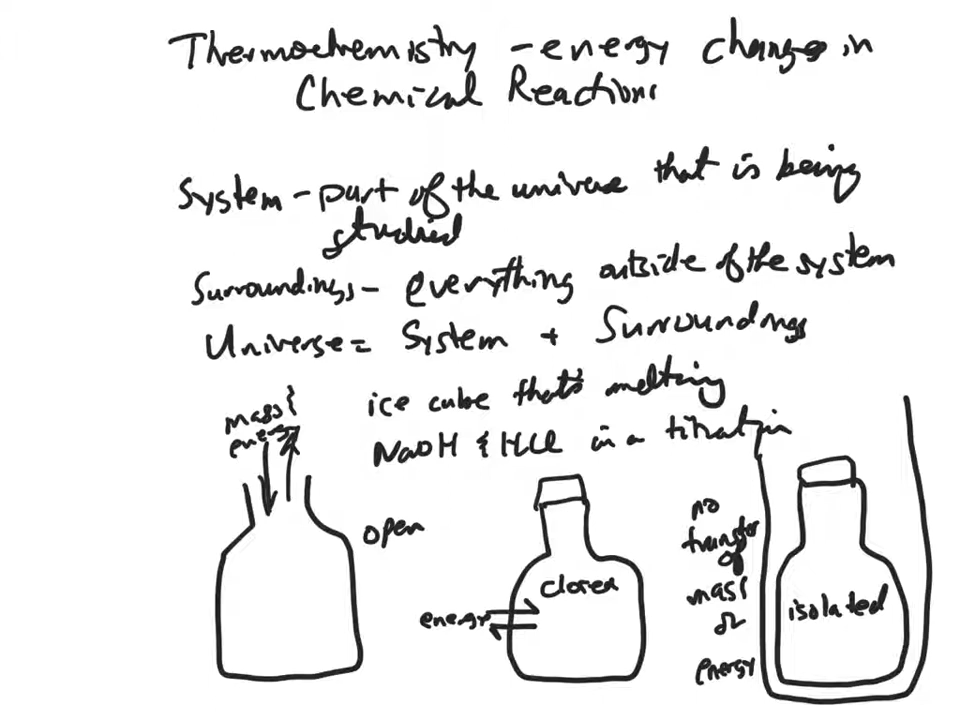 Thermochemistry - energy change in
Chemical Reactions
System - part of the universe that is being
studied
Surroundings - everything outside of the system
Universe = System + Surroundings
mass &
energy
ice cube that's melting
NaOH & HCl in a titration
open
closed
energy
no
transfer
of
mass
or
energy
isolated